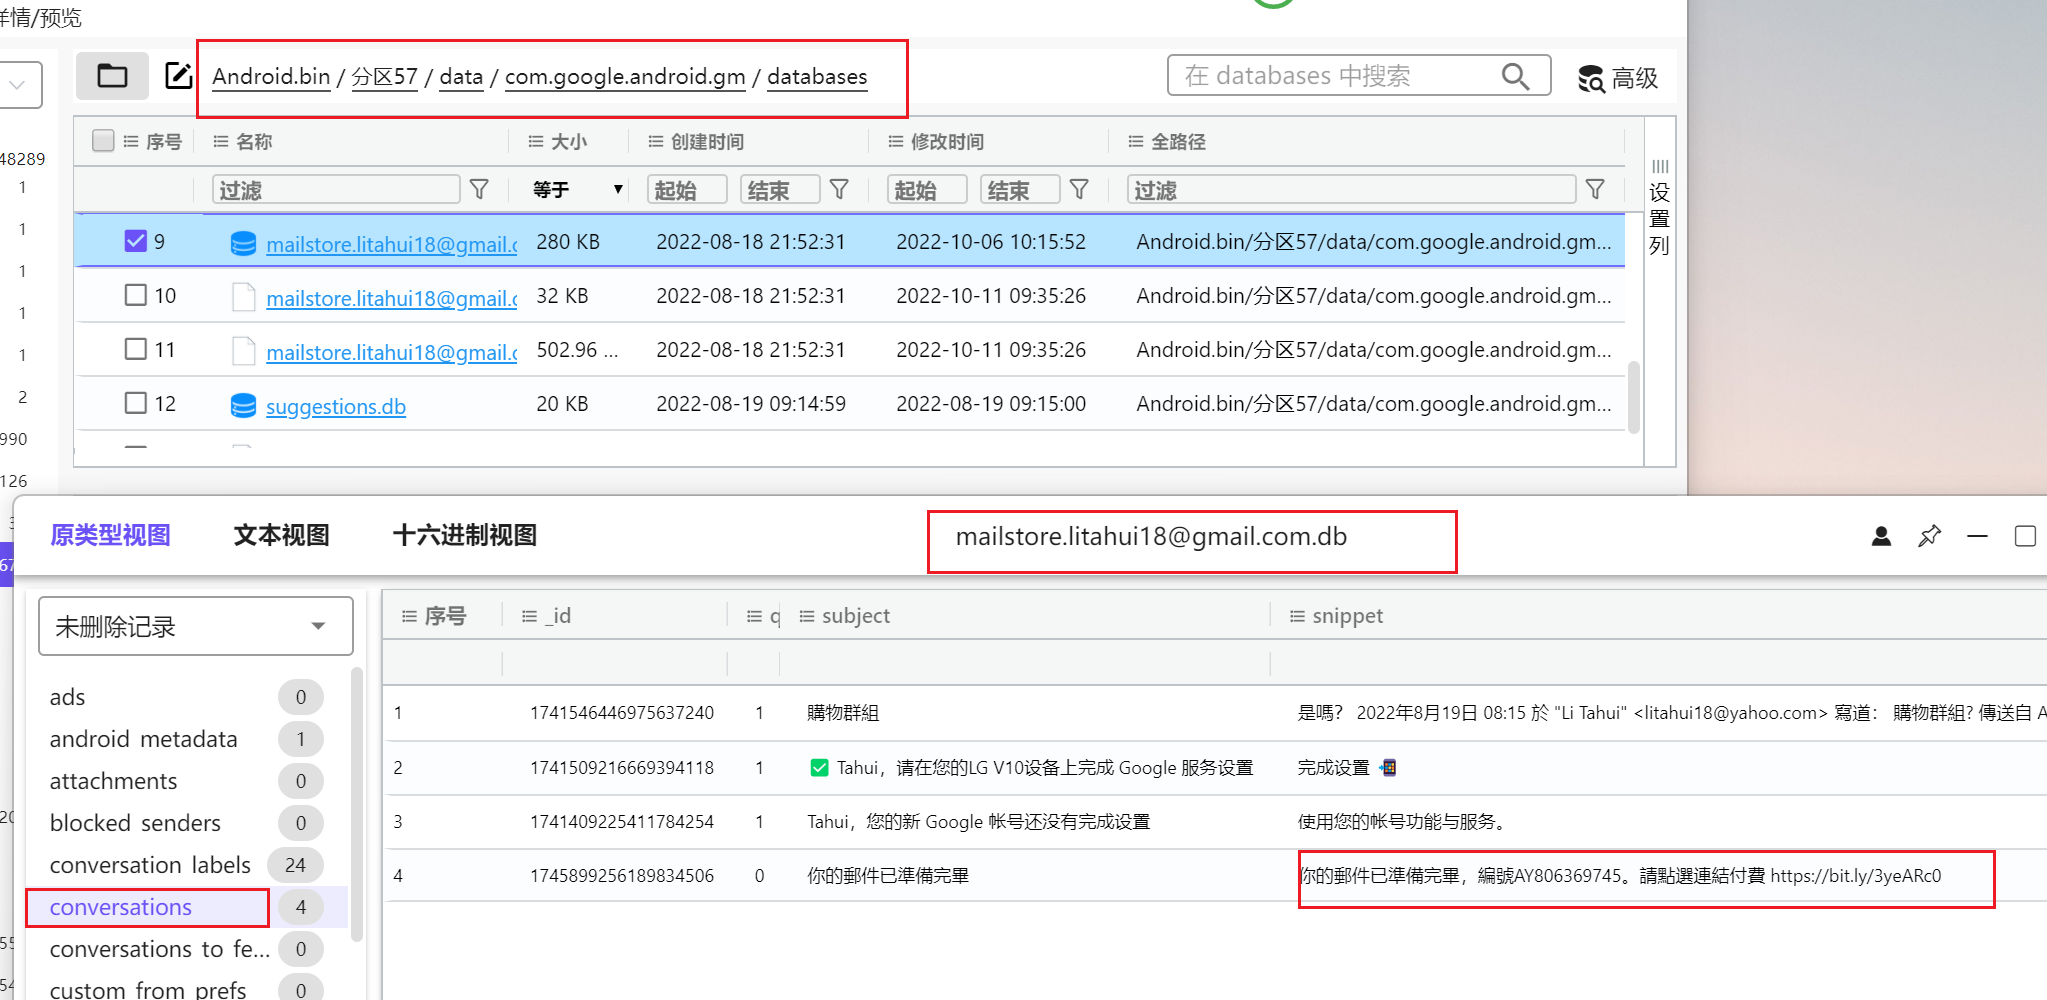 详情/预览
Android.bin / 分区57 / data / com.google.android.gm / databases
在 databases 中搜索
高级
序号 名称 大小 创建时间 修改时间 全路径
过滤 等于 起始 结束 起始 结束 过滤
设置列
9 mailstore.litahui18@gmail.c 280 KB 2022-08-18 21:52:31 2022-10-06 10:15:52 Android.bin/分区57/data/com.google.android.gm...
10 mailstore.litahui18@gmail.c 32 KB 2022-08-18 21:52:31 2022-10-11 09:35:26 Android.bin/分区57/data/com.google.android.gm...
11 mailstore.litahui18@gmail.c 502.96 ... 2022-08-18 21:52:31 2022-10-11 09:35:26 Android.bin/分区57/data/com.google.android.gm...
12 suggestions.db 20 KB 2022-08-19 09:14:59 2022-08-19 09:15:00 Android.bin/分区57/data/com.google.android.gm...
48289
1
1
1
1
1
2
990
126
原类型视图 文本视图 十六进制视图 mailstore.litahui18@gmail.com.db
未删除记录
ads 0
android metadata 1
attachments 0
blocked senders 0
conversation labels 24
conversations 4
conversations to fe... 0
custom from prefs 0
序号 _id q subject snippet
1 1741546446975637240 1 購物群組 是嗎? 2022年8月19日 08:15 於 "Li Tahui" <litahui18@yahoo.com> 寫道: 購物群組? 傳送自 A
2 1741509216669394118 1 ✅ Tahui，请在您的LG V10设备上完成 Google 服务设置 完成设置 📲
3 1741409225411784254 1 Tahui，您的新 Google 帐号还没有完成设置 使用您的帐号功能与服务。
4 1745899256189834506 0 你的郵件已準備完畢 你的郵件已準備完畢，編號AY806369745。請點選連結付費 https://bit.ly/3yeARc0